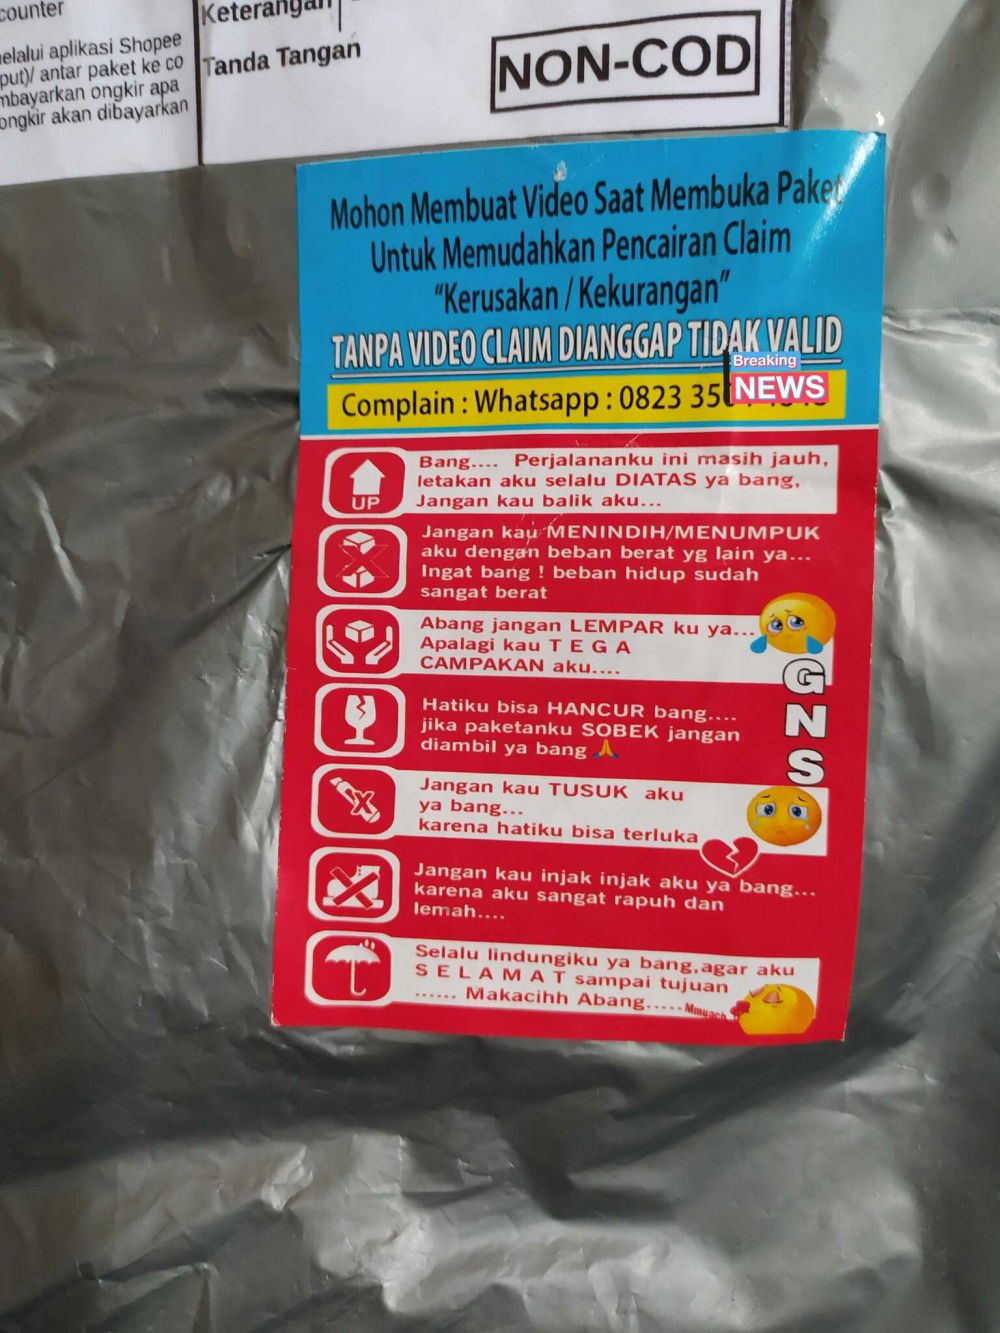 counter
Keterangan
elalui aplikasi Shopee
put)/ antar paket ke co
mbayarkan ongkir apa
ongkir akan dibayarkan
Tanda Tangan
NON-COD
Mohon Membuat Video Saat Membuka Paket
Untuk Memudahkan Pencairan Claim
“Kerusakan / Kekurangan”
TANPA VIDEO CLAIM DIANGGAP TIDAK VALID
Breaking
NEWS
Complain : Whatsapp : 0823 35
UP
Bang.... Perjalananku ini masih jauh,
letakan aku selalu DIATAS ya bang,
Jangan kau balik aku...
Jangan kau MENINDIH/MENUMPUK
aku dengan beban berat yg lain ya...
Ingat bang ! beban hidup sudah
sangat berat
Abang jangan LEMPAR ku ya...
Apalagi kau T E G A
CAMPAKAN aku....
GNS
Hatiku bisa HANCUR bang....
jika paketanku SOBEK jangan
diambil ya bang
Jangan kau TUSUK aku
ya bang...
karena hatiku bisa terluka
Jangan kau injak injak aku ya bang...
karena aku sangat rapuh dan
lemah....
Selalu lindungiku ya bang,agar aku
S E L A M A T sampai tujuan
...... Makacihh Abang.....Mmuach